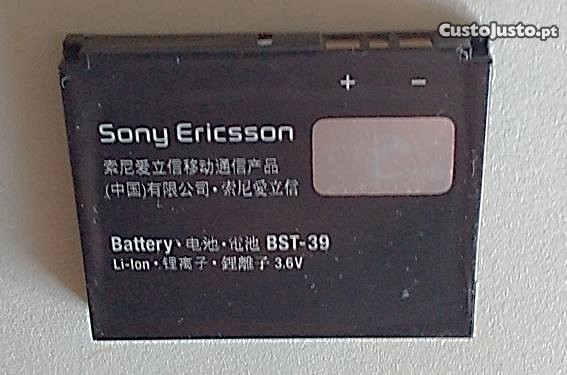 CustoJusto.pt
+ −
Sony Ericsson
索尼爱立信移动通信产品
(中国)有限公司·索尼愛立信
Battery·电池·電池 BST-39
Li-Ion·锂离子·鋰離子 3.6V